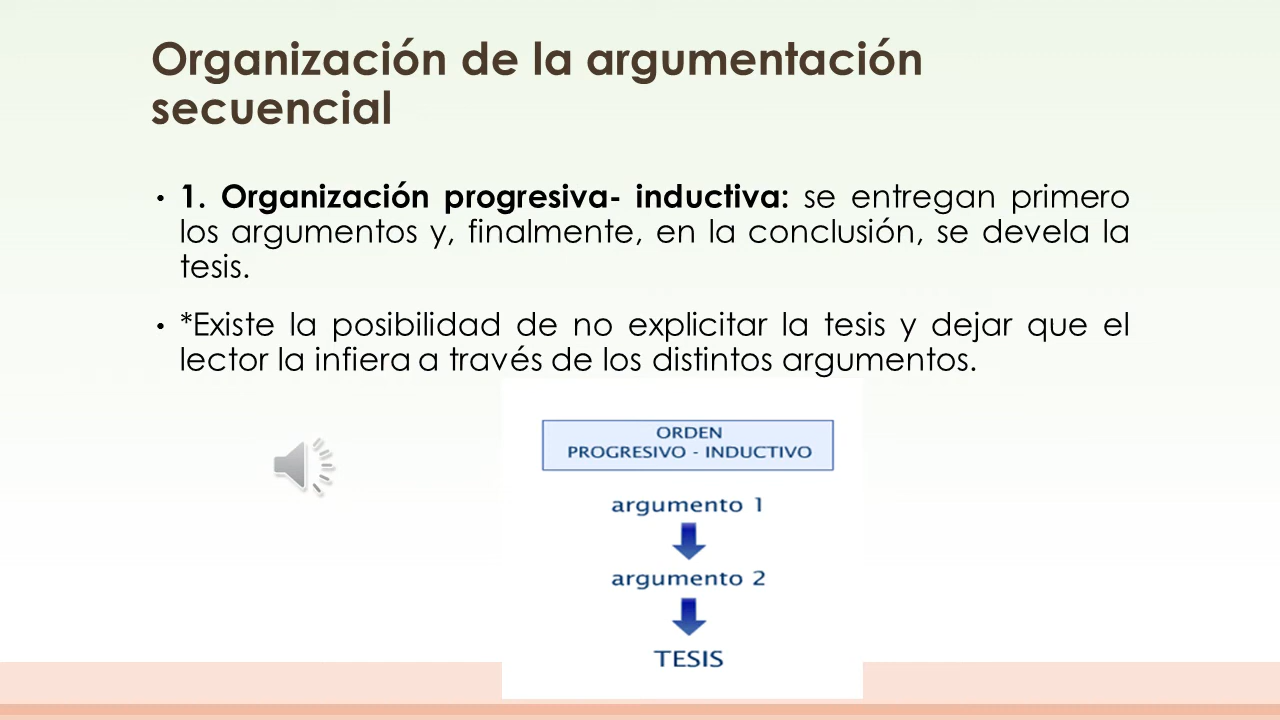 Organización de la argumentación
secuencial
• 1. Organización progresiva- inductiva: se entregan primero
los argumentos y, finalmente, en la conclusión, se devela la
tesis.
• *Existe la posibilidad de no explicitar la tesis y dejar que el
lector la infiera a través de los distintos argumentos.
ORDEN
PROGRESIVO - INDUCTIVO
argumento 1
argumento 2
TESIS